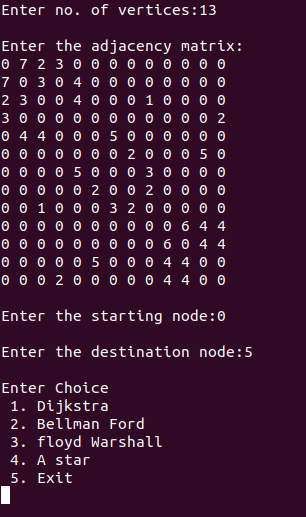 Enter no. of vertices:13
Enter the adjacency matrix:
0 7 2 3 0 0 0 0 0 0 0 0 0
7 0 3 0 4 0 0 0 0 0 0 0 0
2 3 0 0 4 0 0 0 1 0 0 0 0
3 0 0 0 0 0 0 0 0 0 0 0 2
0 4 4 0 0 0 5 0 0 0 0 0 0
0 0 0 0 0 0 0 2 0 0 0 5 0
0 0 0 0 5 0 0 0 3 0 0 0 0
0 0 0 0 0 2 0 0 2 0 0 0 0
0 0 1 0 0 0 3 2 0 0 0 0 0
0 0 0 0 0 0 0 0 0 0 6 4 4
0 0 0 0 0 0 0 0 0 6 0 4 4
0 0 0 0 0 5 0 0 0 4 4 0 0
0 0 0 2 0 0 0 0 0 4 4 0 0
Enter the starting node:0
Enter the destination node:5
Enter Choice
1. Dijkstra
2. Bellman Ford
3. floyd Warshall
4. A star
5. Exit